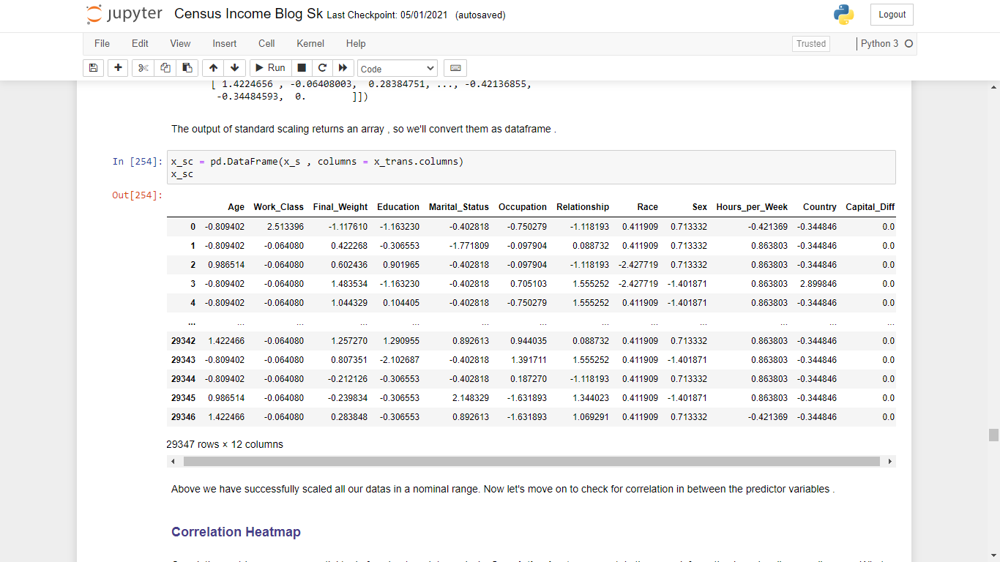 jupyter Census Income Blog Sk Last Checkpoint: 05/01/2021 (autosaved) Logout
File Edit View Insert Cell Kernel Help Trusted Python 3
Run Code
[ 1.4224656 , -0.06408003, 0.28384751, ..., -0.42136855,
-0.34484593, 0. ]])
The output of standard scaling returns an array , so we'll convert them as dataframe .
In [254]: x_sc = pd.DataFrame(x_s , columns = x_trans.columns)
x_sc
Out[254]:
Age Work_Class Final_Weight Education Marital_Status Occupation Relationship Race Sex Hours_per_Week Country Capital_Diff
0 -0.809402 2.513396 -1.117610 -1.163230 -0.402818 -0.750279 -1.118193 0.411909 0.713332 -0.421369 -0.344846 0.0
1 -0.809402 -0.064080 0.422268 -0.306553 -1.771809 -0.097904 0.088732 0.411909 0.713332 0.863803 -0.344846 0.0
2 0.986514 -0.064080 0.602436 0.901965 -0.402818 -0.097904 -1.118193 -2.427719 0.713332 0.863803 -0.344846 0.0
3 -0.809402 -0.064080 1.483534 -1.163230 -0.402818 0.705103 1.555252 -2.427719 -1.401871 0.863803 2.899846 0.0
4 -0.809402 -0.064080 1.044329 0.104405 -0.402818 -0.750279 1.555252 0.411909 -1.401871 0.863803 -0.344846 0.0
... ... ... ... ... ... ... ... ... ... ... ... ...
29342 1.422466 -0.064080 1.257270 1.290955 0.892613 0.944035 0.088732 0.411909 0.713332 0.863803 -0.344846 0.0
29343 -0.809402 -0.064080 0.807351 -2.102687 -0.402818 1.391711 1.555252 0.411909 -1.401871 0.863803 -0.344846 0.0
29344 -0.809402 -0.064080 -0.212126 -0.306553 -0.402818 0.187270 -1.118193 0.411909 0.713332 0.863803 -0.344846 0.0
29345 0.986514 -0.064080 -0.239834 -0.306553 2.148329 -1.631893 1.344023 0.411909 -1.401871 0.863803 -0.344846 0.0
29346 1.422466 -0.064080 0.283848 -0.306553 0.892613 -1.631893 1.069291 0.411909 0.713332 -0.421369 -0.344846 0.0
29347 rows × 12 columns
Above we have successfully scaled all our datas in a nominal range. Now let's move on to check for correlation in between the predictor variables .
Correlation Heatmap